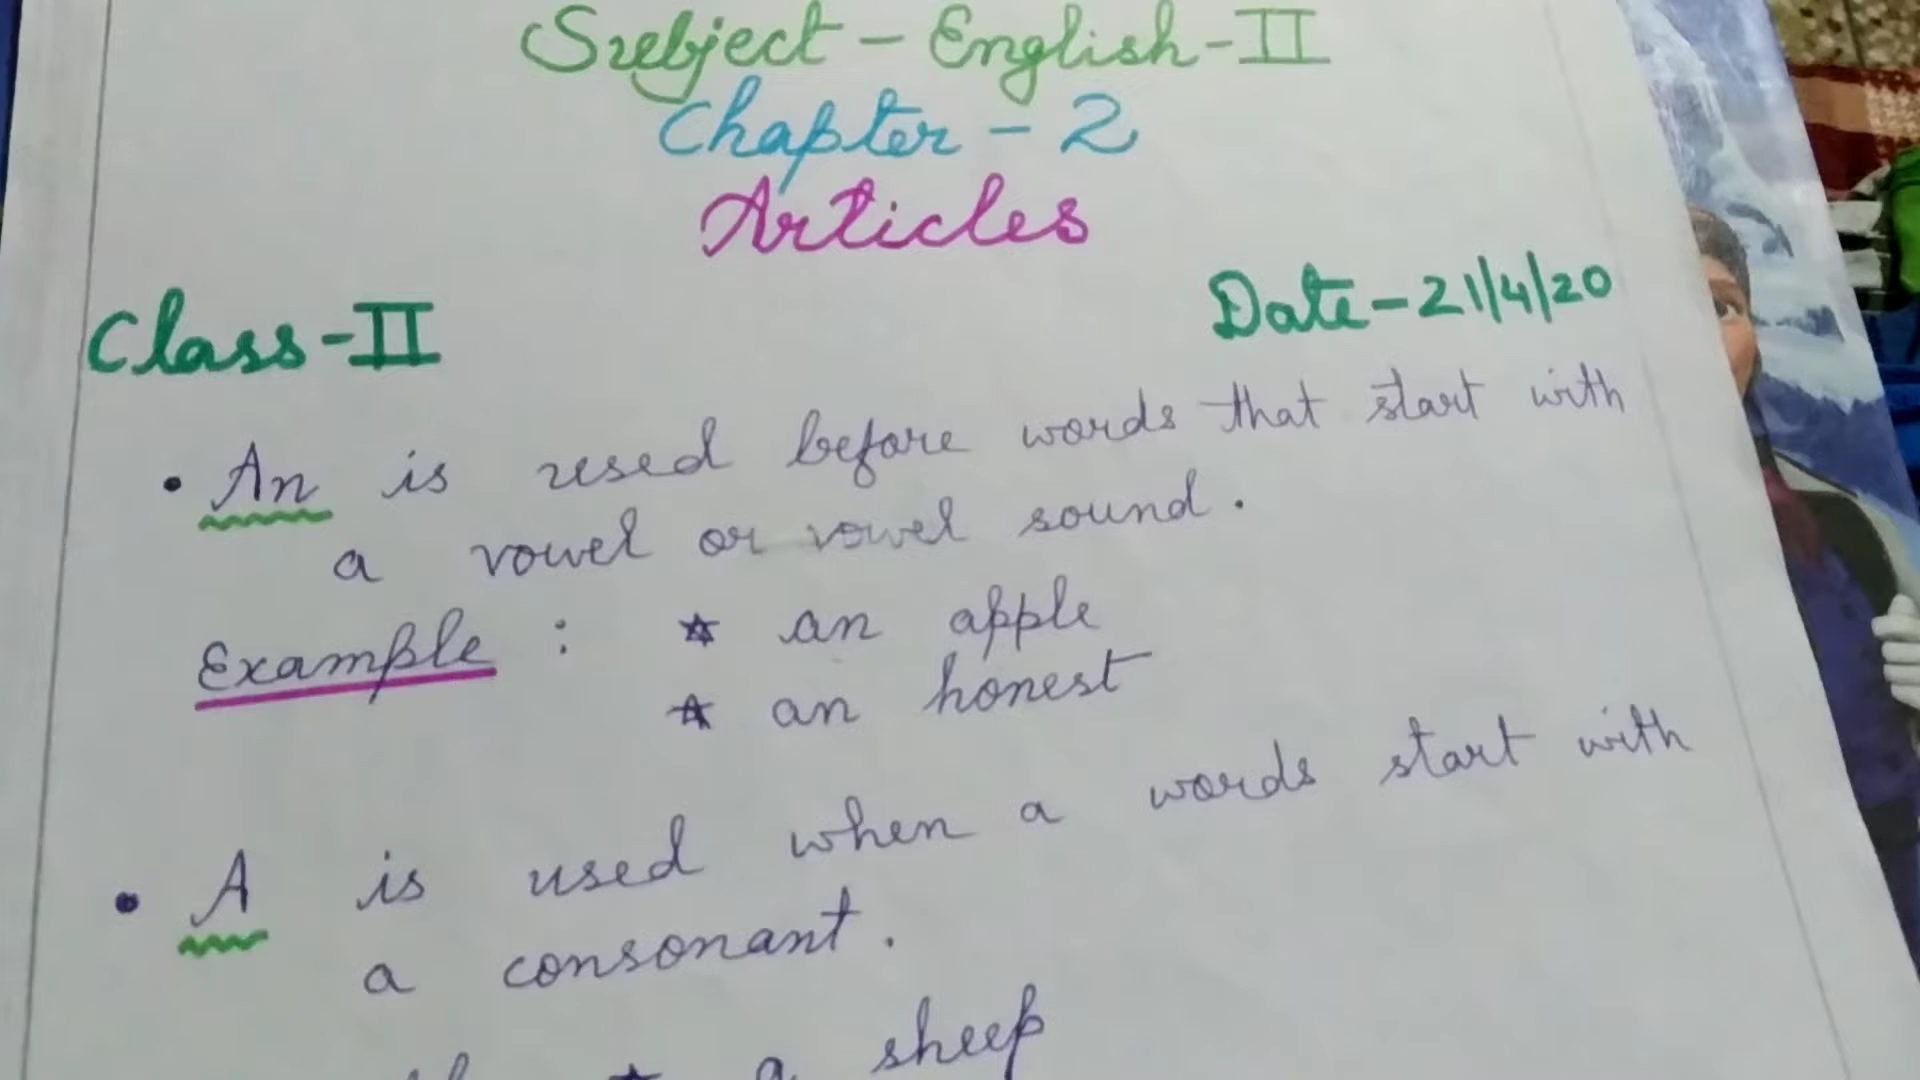 Subject - English - II
Chapter - 2
Articles
Class - II
Date - 21/4/20
• An is used before words that start with
a vowel or vowel sound.
Example : ☆ an apple
☆ an honest
• A is used when a words start with
a consonant.
☆ a sheep